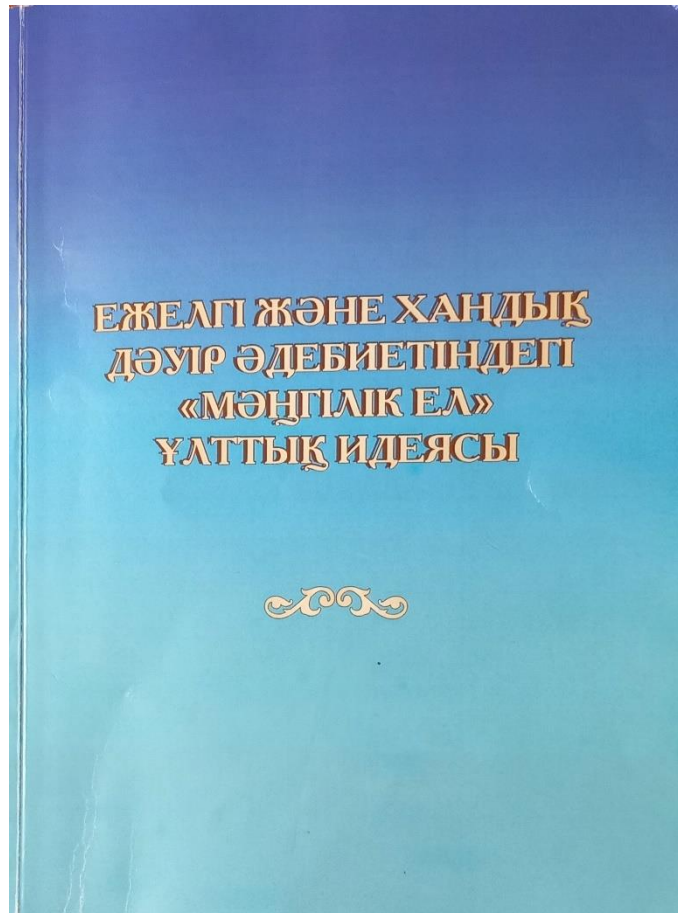 ЕЖЕЛГІ ЖӘНЕ ХАНДЫҚ
ДӘУІР ӘДЕБИЕТІНДЕГІ
«МӘҢГІЛІК ЕЛ»
ҰЛТТЫҚ ИДЕЯСЫ